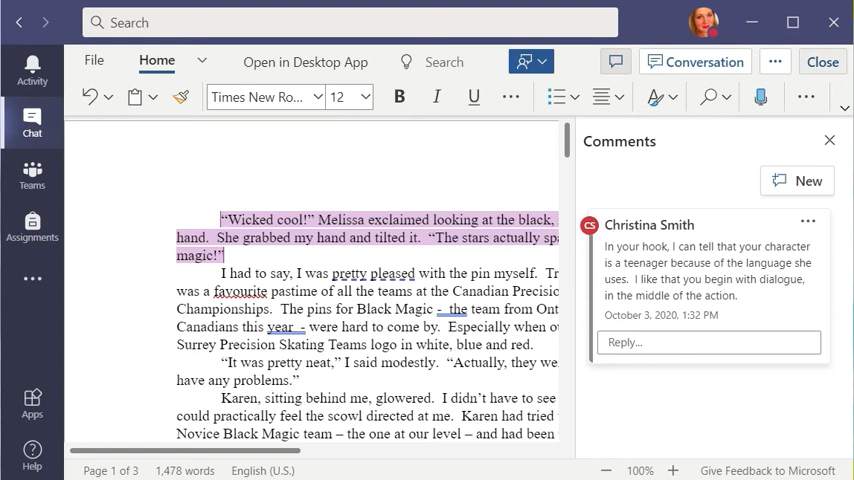 Search
Activity
Chat
Teams
Assignments
Apps
Help
File Home Open in Desktop App Search Conversation Close
Times New Ro... 12 B I U
“Wicked cool!” Melissa exclaimed looking at the black,
hand. She grabbed my hand and tilted it. “The stars actually spa
magic!”
I had to say, I was pretty pleased with the pin myself. Tr
was a favourite pastime of all the teams at the Canadian Precisio
Championships. The pins for Black Magic - the team from Ont
Canadians this year - were hard to come by. Especially when ou
Surrey Precision Skating Teams logo in white, blue and red.
“It was pretty neat,” I said modestly. “Actually, they we
have any problems.”
Karen, sitting behind me, glowered. I didn’t have to see
could practically feel the scowl directed at me. Karen had tried
Novice Black Magic team – the one at our level – and had been
Comments
New
CS Christina Smith
In your hook, I can tell that your character
is a teenager because of the language she
uses. I like that you begin with dialogue,
in the middle of the action.
October 3, 2020, 1:32 PM
Reply...
Page 1 of 3 1,478 words English (U.S.) 100% Give Feedback to Microsoft